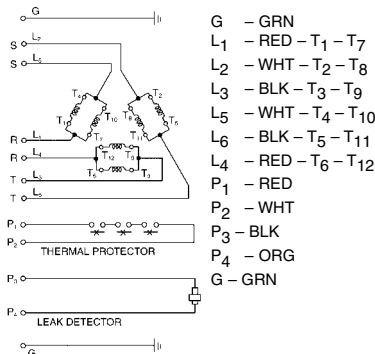 G
S L₂
S L₅
T₄ T₂
T₁ T₁₀ T₈ T₅
T₇ T₁₁
R L₁
R L₄
T₁₂ T₉
T₆ T₃
T L₃
T L₆
P₁
P₂
THERMAL PROTECTOR
P₃
P₄
LEAK DETECTOR
G
G – GRN
L₁ – RED – T₁ – T₇
L₂ – WHT – T₂ – T₈
L₃ – BLK – T₃ – T₉
L₅ – WHT – T₄ – T₁₀
L₆ – BLK – T₅ – T₁₁
L₄ – RED – T₆ – T₁₂
P₁ – RED
P₂ – WHT
P₃ – BLK
P₄ – ORG
G – GRN